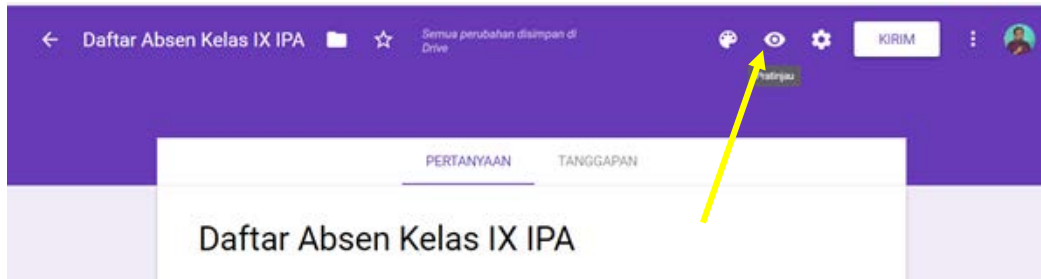 Daftar Absen Kelas IX IPA
Semua perubahan disimpan di
Drive
KIRIM
Pratinjau
PERTANYAAN
TANGGAPAN
Daftar Absen Kelas IX IPA